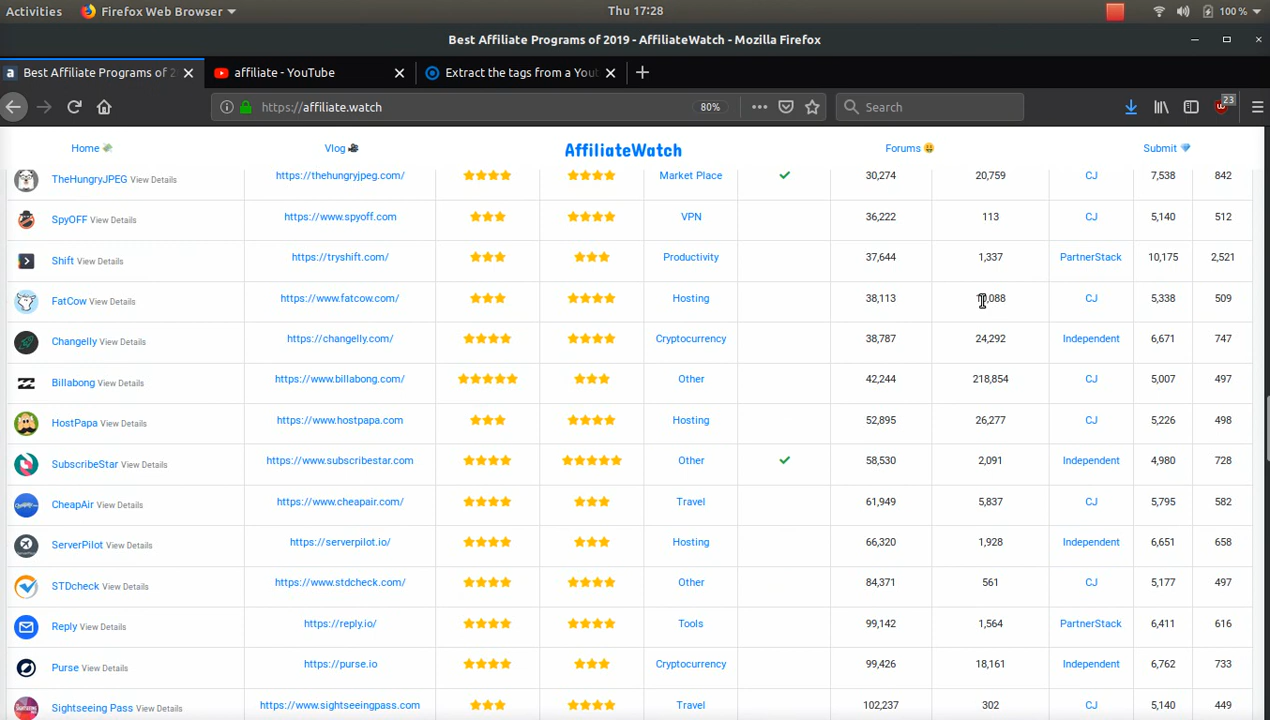 Activities Firefox Web Browser Thu 17:28 100 %
Best Affiliate Programs of 2019 - AffiliateWatch - Mozilla Firefox
a Best Affiliate Programs of 2 affiliate - YouTube Extract the tags from a You
https://affiliate.watch 80% Search 23
Home Vlog AffiliateWatch Forums Submit
TheHungryJPEG View Details https://thehungryjpeg.com/ Market Place 30,274 20,759 CJ 7,538 842
SpyOFF View Details https://www.spyoff.com VPN 36,222 113 CJ 5,140 512
Shift View Details https://tryshift.com/ Productivity 37,644 1,337 PartnerStack 10,175 2,521
FatCow View Details https://www.fatcow.com/ Hosting 38,113 CJ 5,338 509
Changelly View Details https://changelly.com/ Cryptocurrency 38,787 24,292 Independent 6,671 747
Billabong View Details https://www.billabong.com/ Other 42,244 218,854 CJ 5,007 497
HostPapa View Details https://www.hostpapa.com Hosting 52,895 26,277 CJ 5,226 498
SubscribeStar View Details https://www.subscribestar.com Other 58,530 2,091 Independent 4,980 728
CheapAir View Details https://www.cheapair.com/ Travel 61,949 5,837 CJ 5,795 582
ServerPilot View Details https://serverpilot.io/ Hosting 66,320 1,928 Independent 6,651 658
STDcheck View Details https://www.stdcheck.com/ Other 84,371 561 CJ 5,177 497
Reply View Details https://reply.io/ Tools 99,142 1,564 PartnerStack 6,411 616
Purse View Details https://purse.io Cryptocurrency 99,426 18,161 Independent 6,762 733
Sightseeing Pass View Details https://www.sightseeingpass.com Travel 102,237 302 CJ 5,140 449